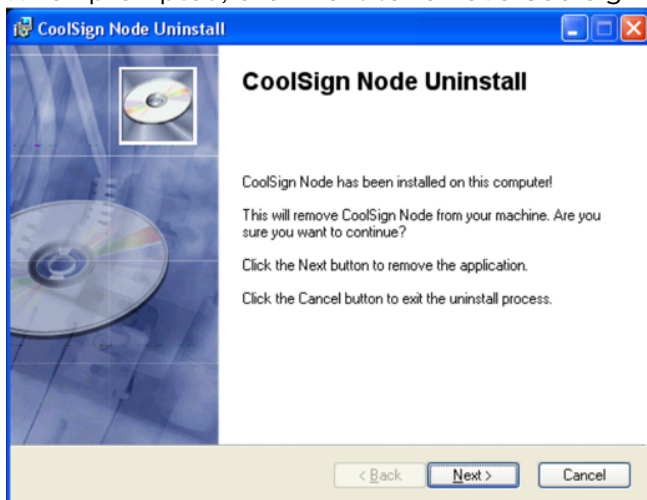 CoolSign Node Uninstall
CoolSign Node Uninstall
CoolSign Node has been installed on this computer!
This will remove CoolSign Node from your machine. Are you
sure you want to continue?
Click the Next button to remove the application.
Click the Cancel button to exit the uninstall process.
< Back
Next >
Cancel